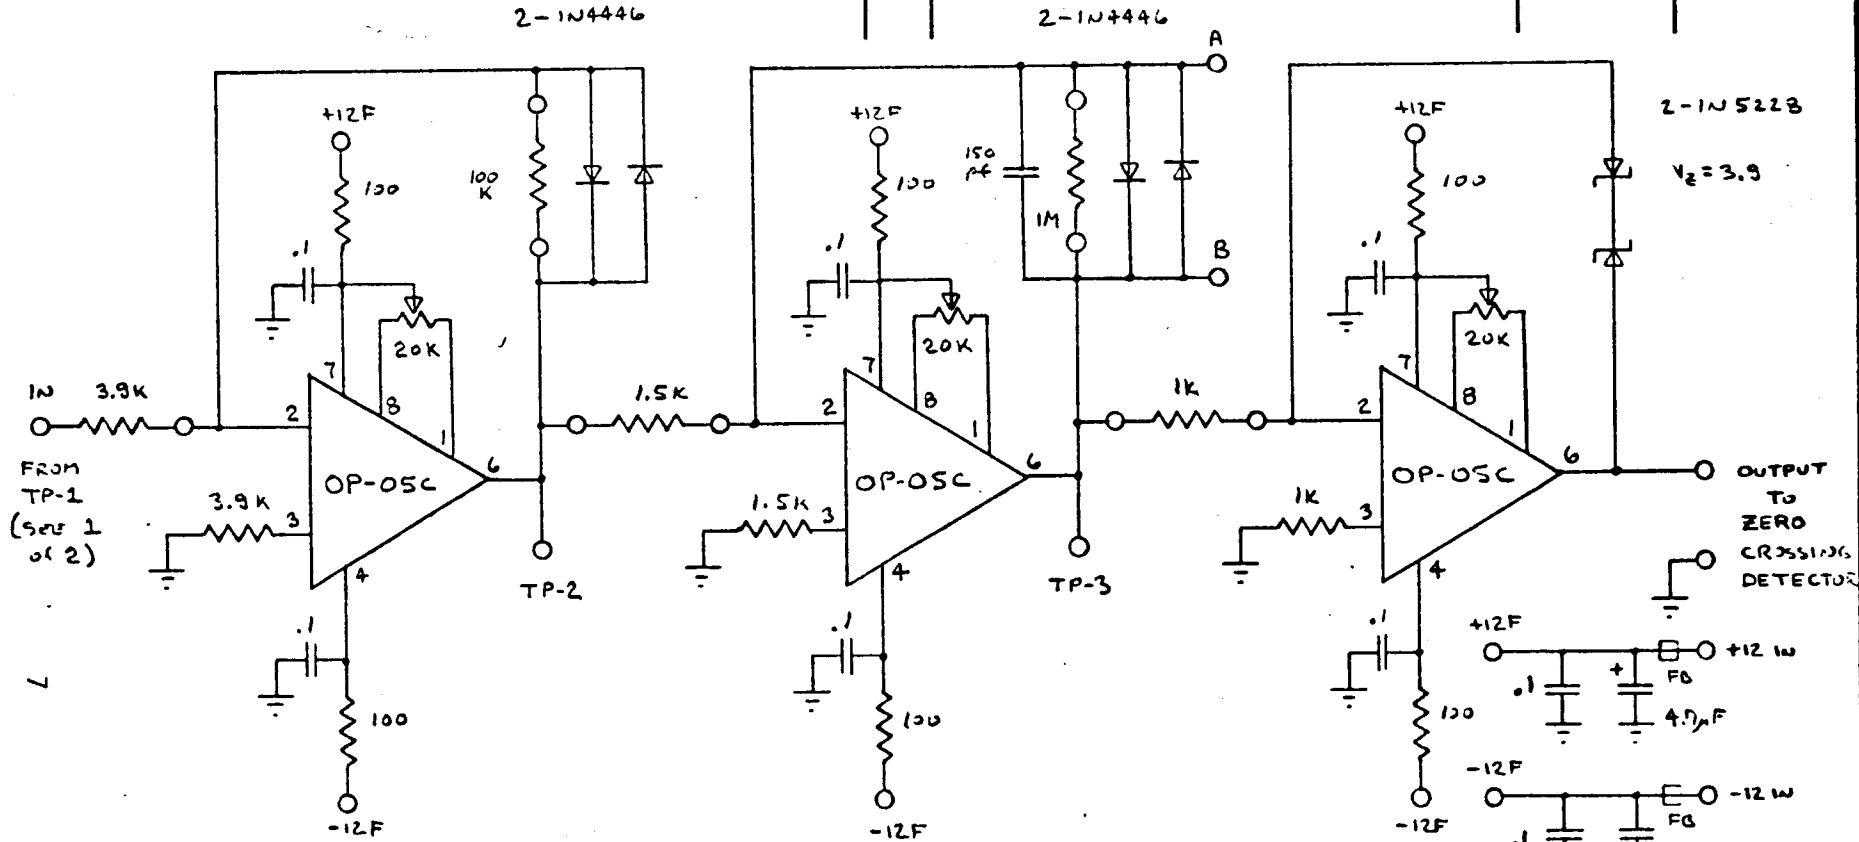 2-1N4446
2-1N4446
A
+12F
+12F
+12F
2-1N5228
Vz=3.9
100
100
K
150
pf
100
1M
100
.1
.1
B
.1
20K
20K
20K
IN
3.9K
7
8
1
2
6
1.5K
7
8
1
2
6
1K
7
8
1
2
6
FROM
TP-1
(SEE 1
of 2)
3.9K
3
OP-05C
1.5K
3
OP-05C
1K
3
OP-05C
OUTPUT
TO
ZERO
CROSSING
DETECTOR
4
TP-2
4
TP-3
4
.1
.1
.1
+12F
+12 IN
FB
.1
+
4.7µF
100
100
100
-12F
-12 IN
FB
.1
-12F
-12F
-12F